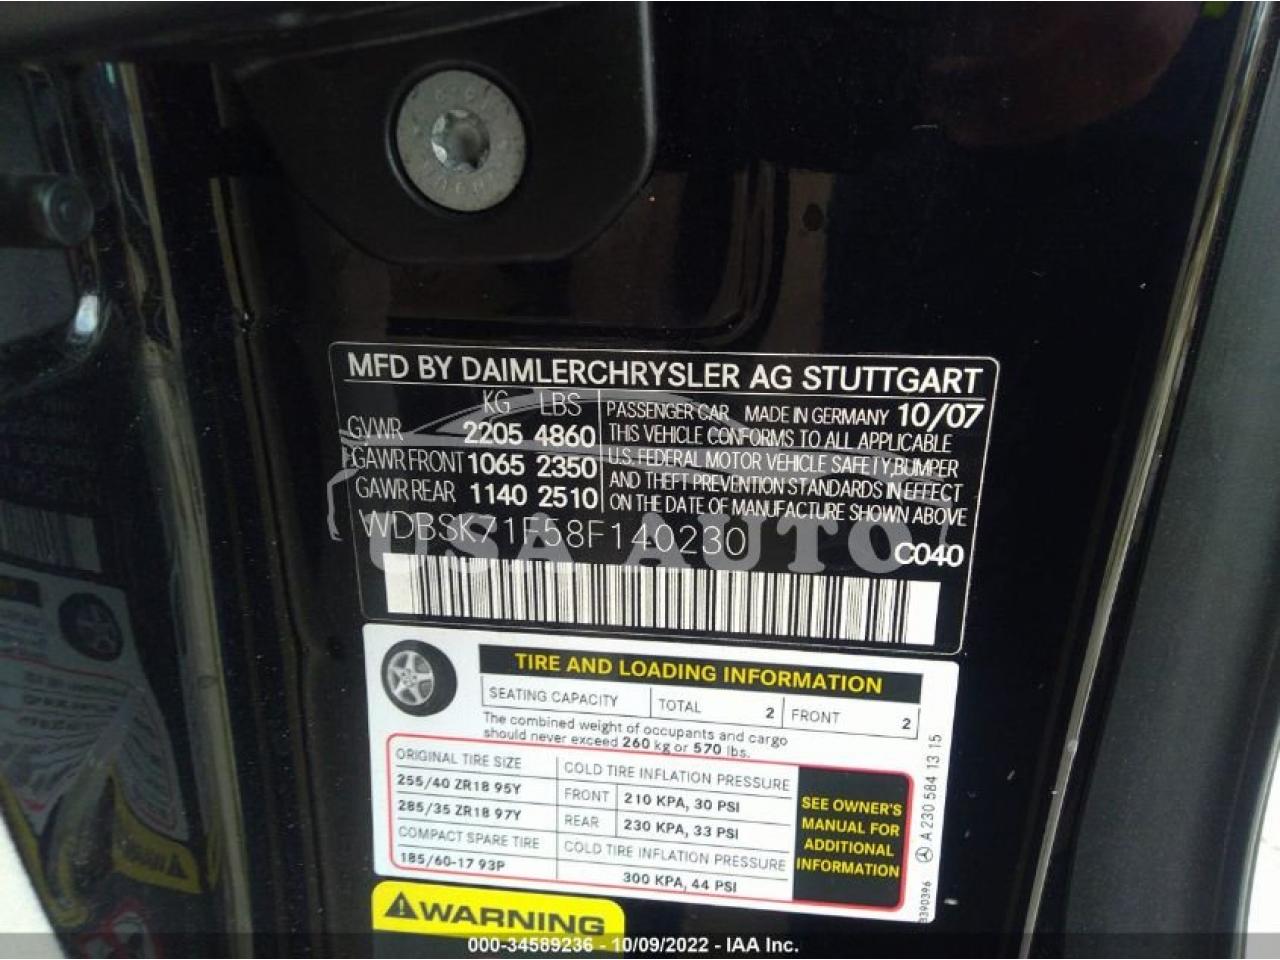 MFD BY DAIMLERCHRYSLER AG STUTTGART
KG LBS
GVWR 2205 4860
GAWR FRONT 1065 2350
GAWR REAR 1140 2510
PASSENGER CAR MADE IN GERMANY 10/07
THIS VEHICLE CONFORMS TO ALL APPLICABLE
U.S. FEDERAL MOTOR VEHICLE SAFETY, BUMPER
AND THEFT PREVENTION STANDARDS IN EFFECT
ON THE DATE OF MANUFACTURE SHOWN ABOVE
WDBSK71F58F140230
C040
USA AUTO
TIRE AND LOADING INFORMATION
SEATING CAPACITY TOTAL 2 FRONT 2
The combined weight of occupants and cargo
should never exceed 260 kg or 570 lbs.
ORIGINAL TIRE SIZE
255/40 ZR18 95Y
285/35 ZR18 97Y
COMPACT SPARE TIRE
185/60-17 93P
COLD TIRE INFLATION PRESSURE
FRONT 210 KPA, 30 PSI
REAR 230 KPA, 33 PSI
COLD TIRE INFLATION PRESSURE
300 KPA, 44 PSI
SEE OWNER'S
MANUAL FOR
ADDITIONAL
INFORMATION
A 230 584 13 15
3390396
WARNING
000-34589236 - 10/09/2022 - IAA Inc.